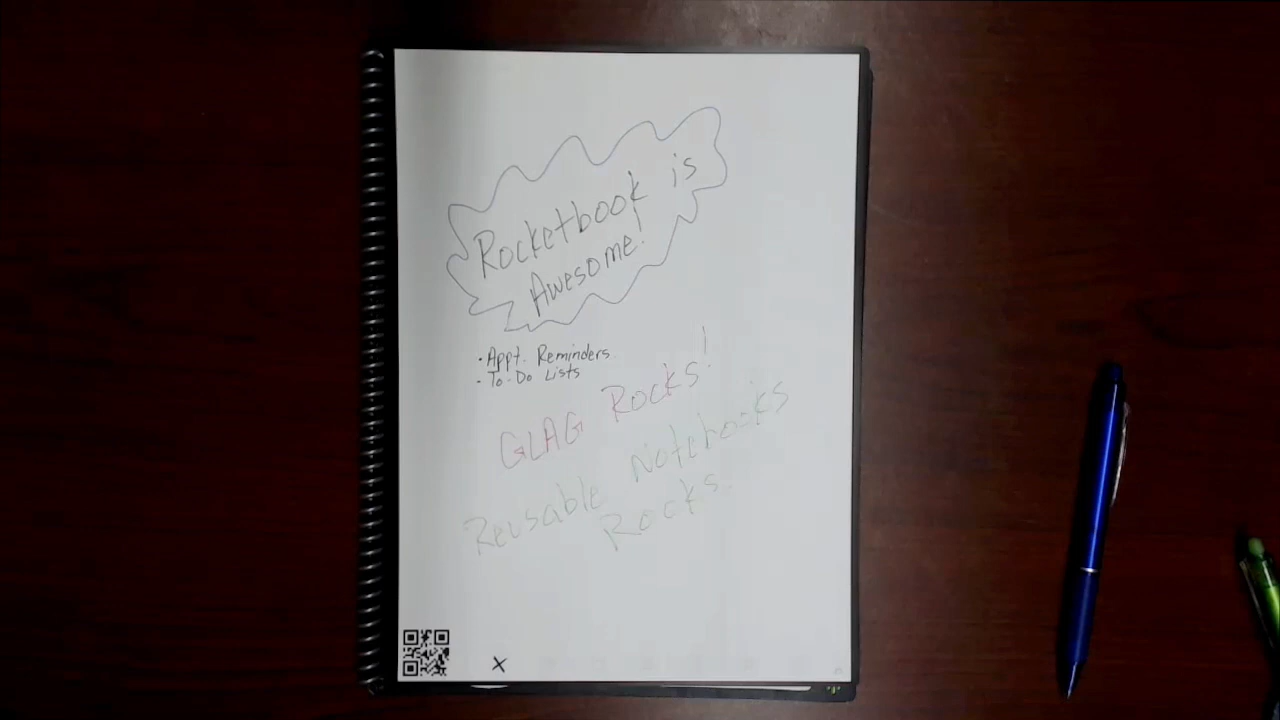 Rocketbook is
Awesome!
· Appt. Reminders
· To-Do Lists
GLAG Rocks!
Reusable Notebooks
Rocks.
X